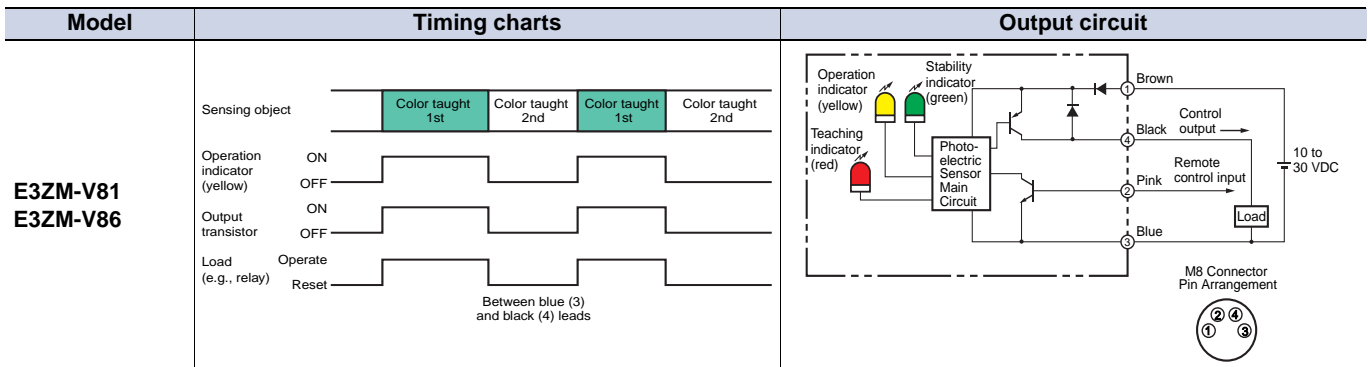 Model
Timing charts
Output circuit
E3ZM-V81
E3ZM-V86
Sensing object
Color taught
1st
Color taught
2nd
Color taught
1st
Color taught
2nd
Operation
indicator
(yellow)
ON
OFF
Output
transistor
ON
OFF
Load
(e.g., relay)
Operate
Reset
Between blue (3)
and black (4) leads
Operation
indicator
(yellow)
Stability
indicator
(green)
Teaching
indicator
(red)
Photo-
electric
Sensor
Main
Circuit
1
Brown
4
Black
Control
output
2
Pink
Remote
control input
3
Blue
Load
10 to
30 VDC
M8 Connector
Pin Arrangement
2 4
1 3